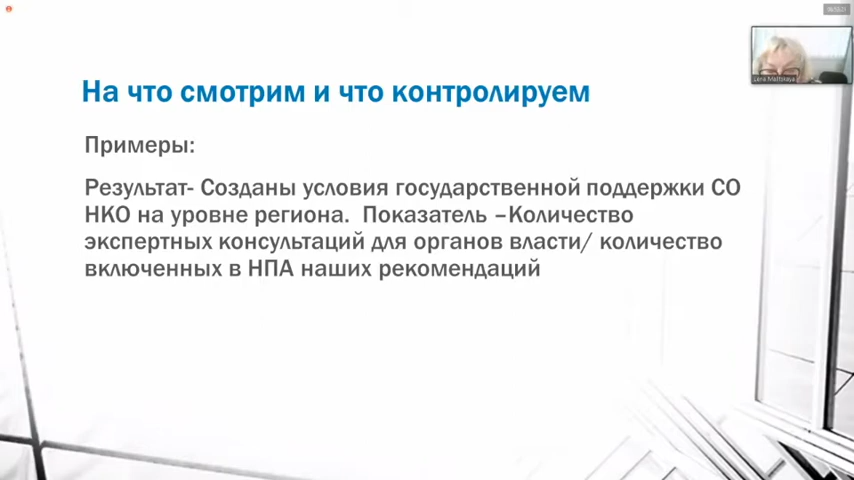 На что смотрим и что контролируем
Примеры:
Результат- Созданы условия государственной поддержки СО
НКО на уровне региона.  Показатель –Количество
экспертных консультаций для органов власти/ количество
включенных в НПА наших рекомендаций